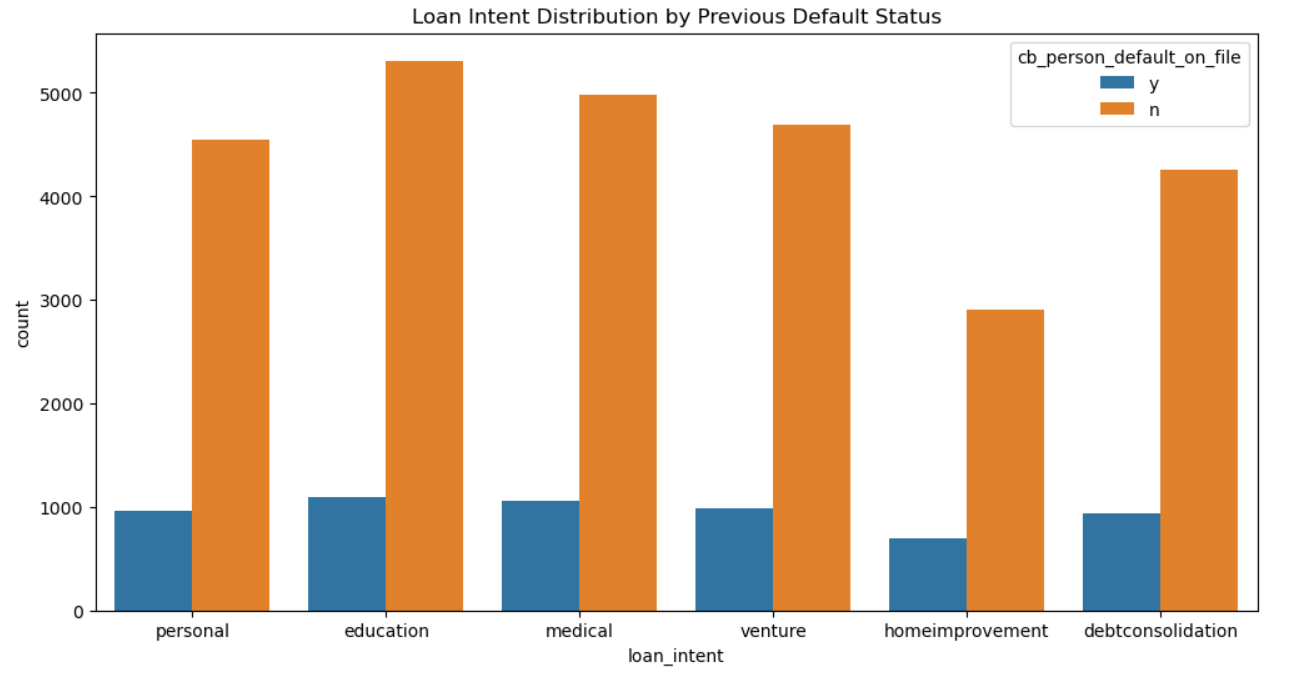 Loan Intent Distribution by Previous Default Status
cb_person_default_on_file
y
n
count
5000
4000
3000
2000
1000
0
personal education medical venture homeimprovement debtconsolidation
loan_intent